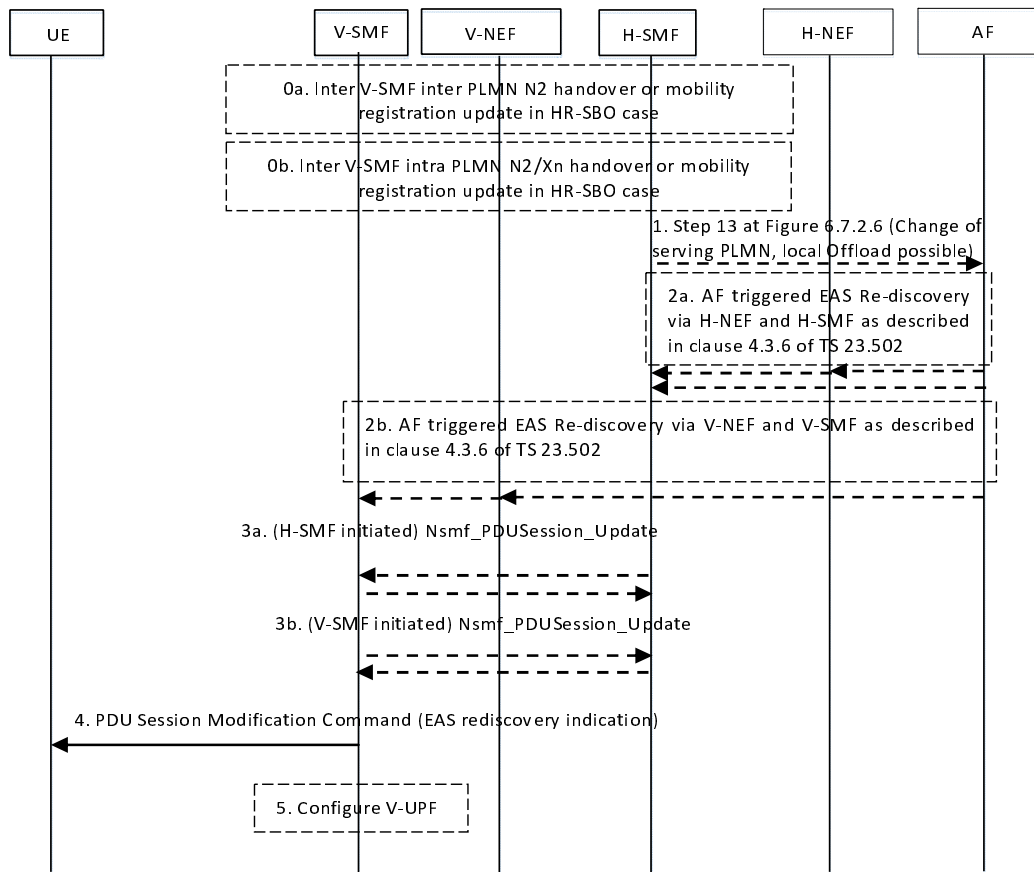 UE
V-SMF
V-NEF
H-SMF
H-NEF
AF
0a. Inter V-SMF inter PLMN N2 handover or mobility
registration update in HR-SBO case
0b. Inter V-SMF intra PLMN N2/Xn handover or mobility
registration update in HR-SBO case
1. Step 13 at Figure 6.7.2.6 (Change of
serving PLMN, local Offload possible)
2a. AF triggered EAS Re-discovery
via H-NEF and H-SMF as described
in clause 4.3.6 of TS 23.502
2b. AF triggered EAS Re-discovery via V-NEF and V-SMF as described
in clause 4.3.6 of TS 23.502
3a. (H-SMF initiated) Nsmf_PDUSession_Update
3b. (V-SMF initiated) Nsmf_PDUSession_Update
4. PDU Session Modification Command (EAS rediscovery indication)
5. Configure V-UPF